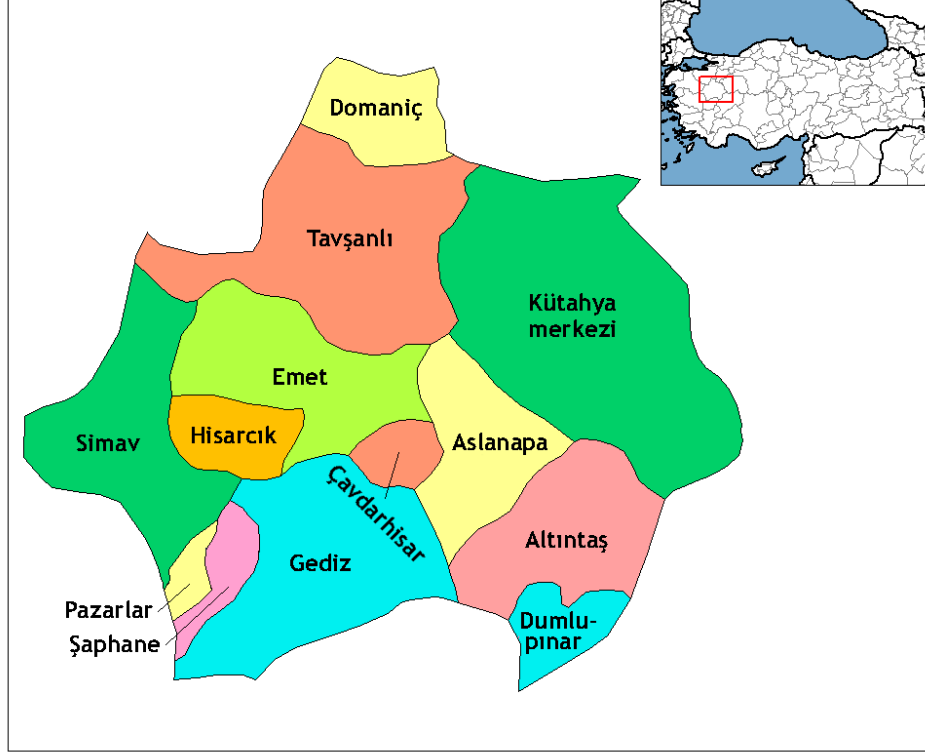 Domaniç
Tavşanlı
Kütahya
merkezi
Emet
Hisarcık
Simav
Aslanapa
Çavdarhisar
Altıntaş
Gediz
Pazarlar
Şaphane
Dumlu-
pınar